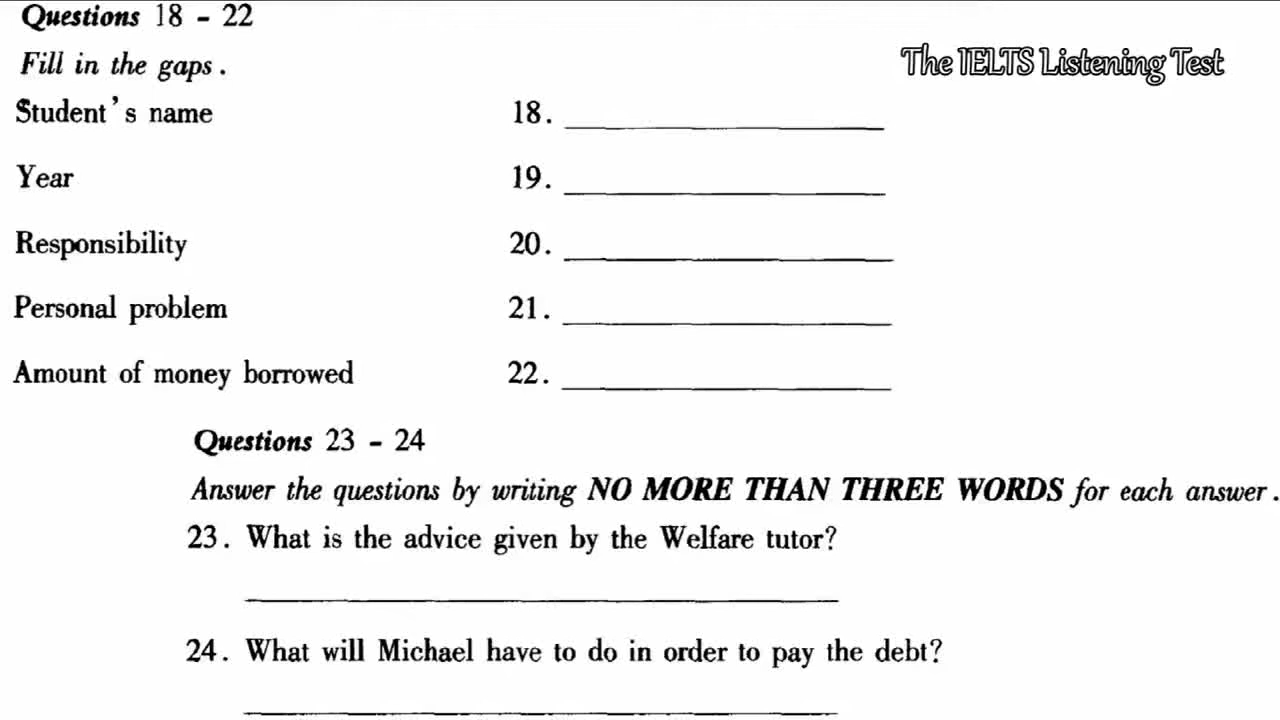 Questions 18 - 22
Fill in the gaps.
The IELTS Listening Test
Student's name 18. ____________________
Year 19. ____________________
Responsibility 20. ____________________
Personal problem 21. ____________________
Amount of money borrowed 22. ____________________
Questions 23 - 24
Answer the questions by writing NO MORE THAN THREE WORDS for each answer.
23. What is the advice given by the Welfare tutor?
____________________
24. What will Michael have to do in order to pay the debt?
____________________